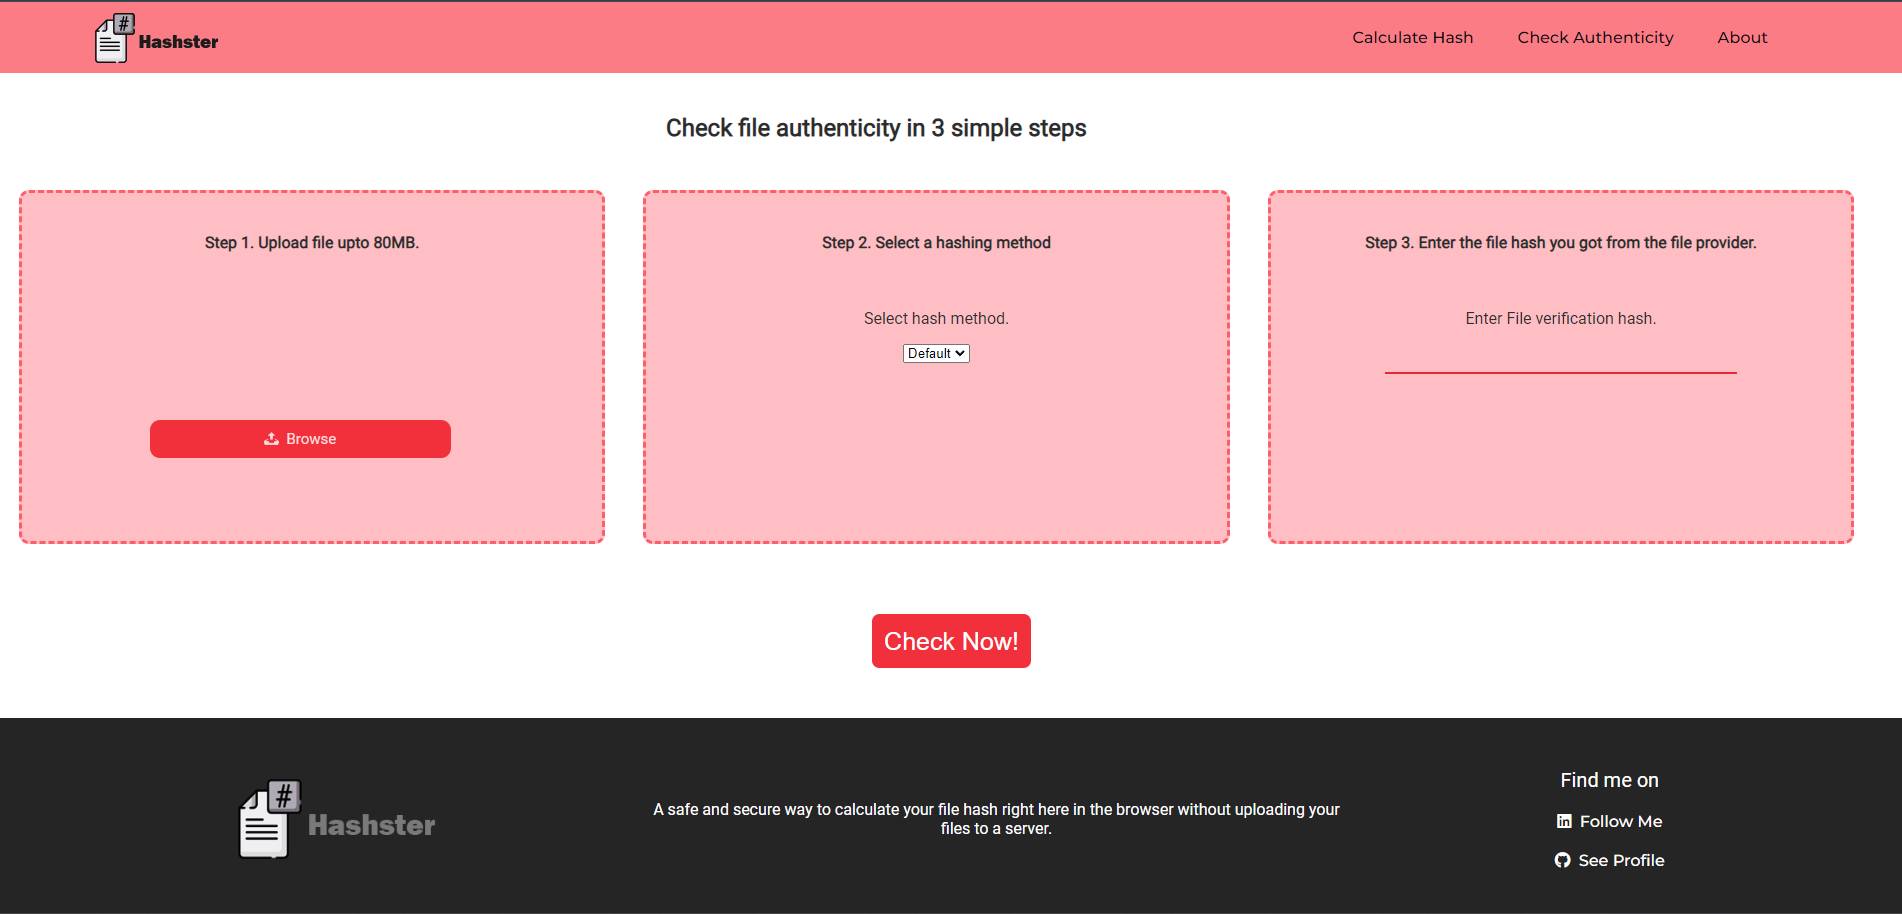 #
Hashster
Calculate Hash
Check Authenticity
About
Check file authenticity in 3 simple steps
Step 1. Upload file upto 80MB.
Browse
Step 2. Select a hashing method
Select hash method.
Default
Step 3. Enter the file hash you got from the file provider.
Enter File verification hash.
Check Now!
#
Hashster
A safe and secure way to calculate your file hash right here in the browser without uploading your
files to a server.
Find me on
in Follow Me
See Profile